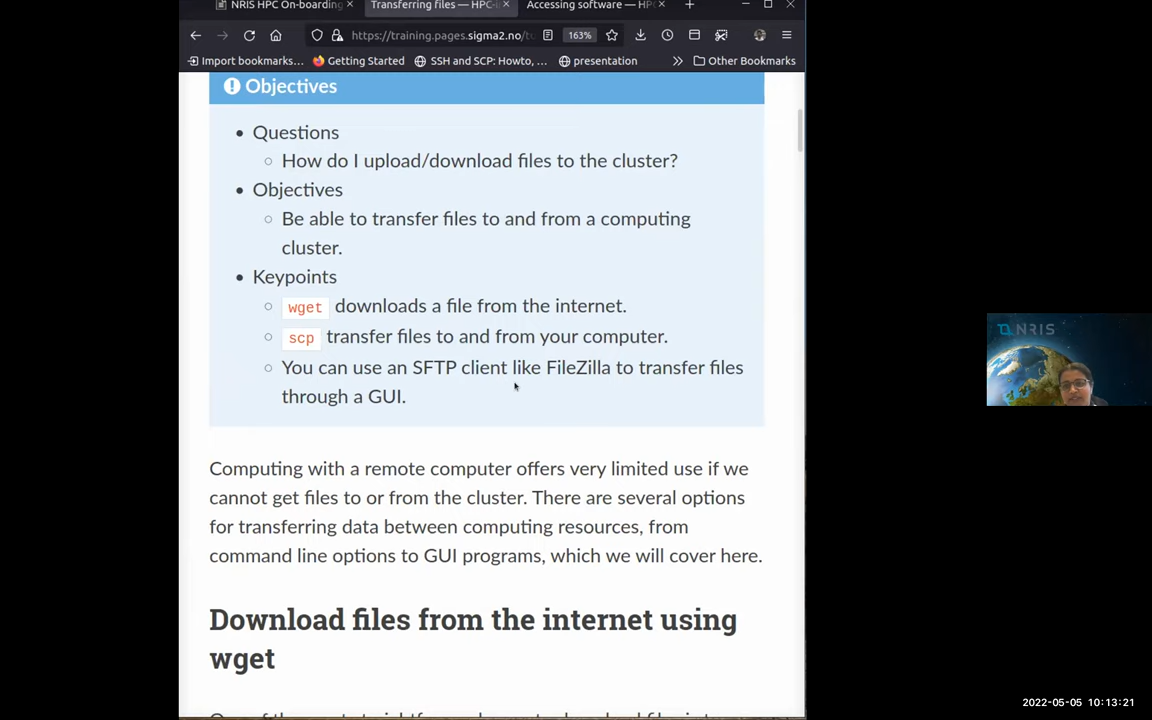 NRIS HPC On-boarding
Transferring files — HPC-i
Accessing software — HPC
https://training.pages.sigma2.no/tu
163%
Import bookmarks...
Getting Started
SSH and SCP: Howto, ...
presentation
Other Bookmarks
Objectives
• Questions
◦ How do I upload/download files to the cluster?
• Objectives
◦ Be able to transfer files to and from a computing
cluster.
• Keypoints
◦ wget downloads a file from the internet.
◦ scp transfer files to and from your computer.
◦ You can use an SFTP client like FileZilla to transfer files
through a GUI.
Computing with a remote computer offers very limited use if we
cannot get files to or from the cluster. There are several options
for transferring data between computing resources, from
command line options to GUI programs, which we will cover here.
Download files from the internet using
wget
NRIS
2022-05-05 10:13:21